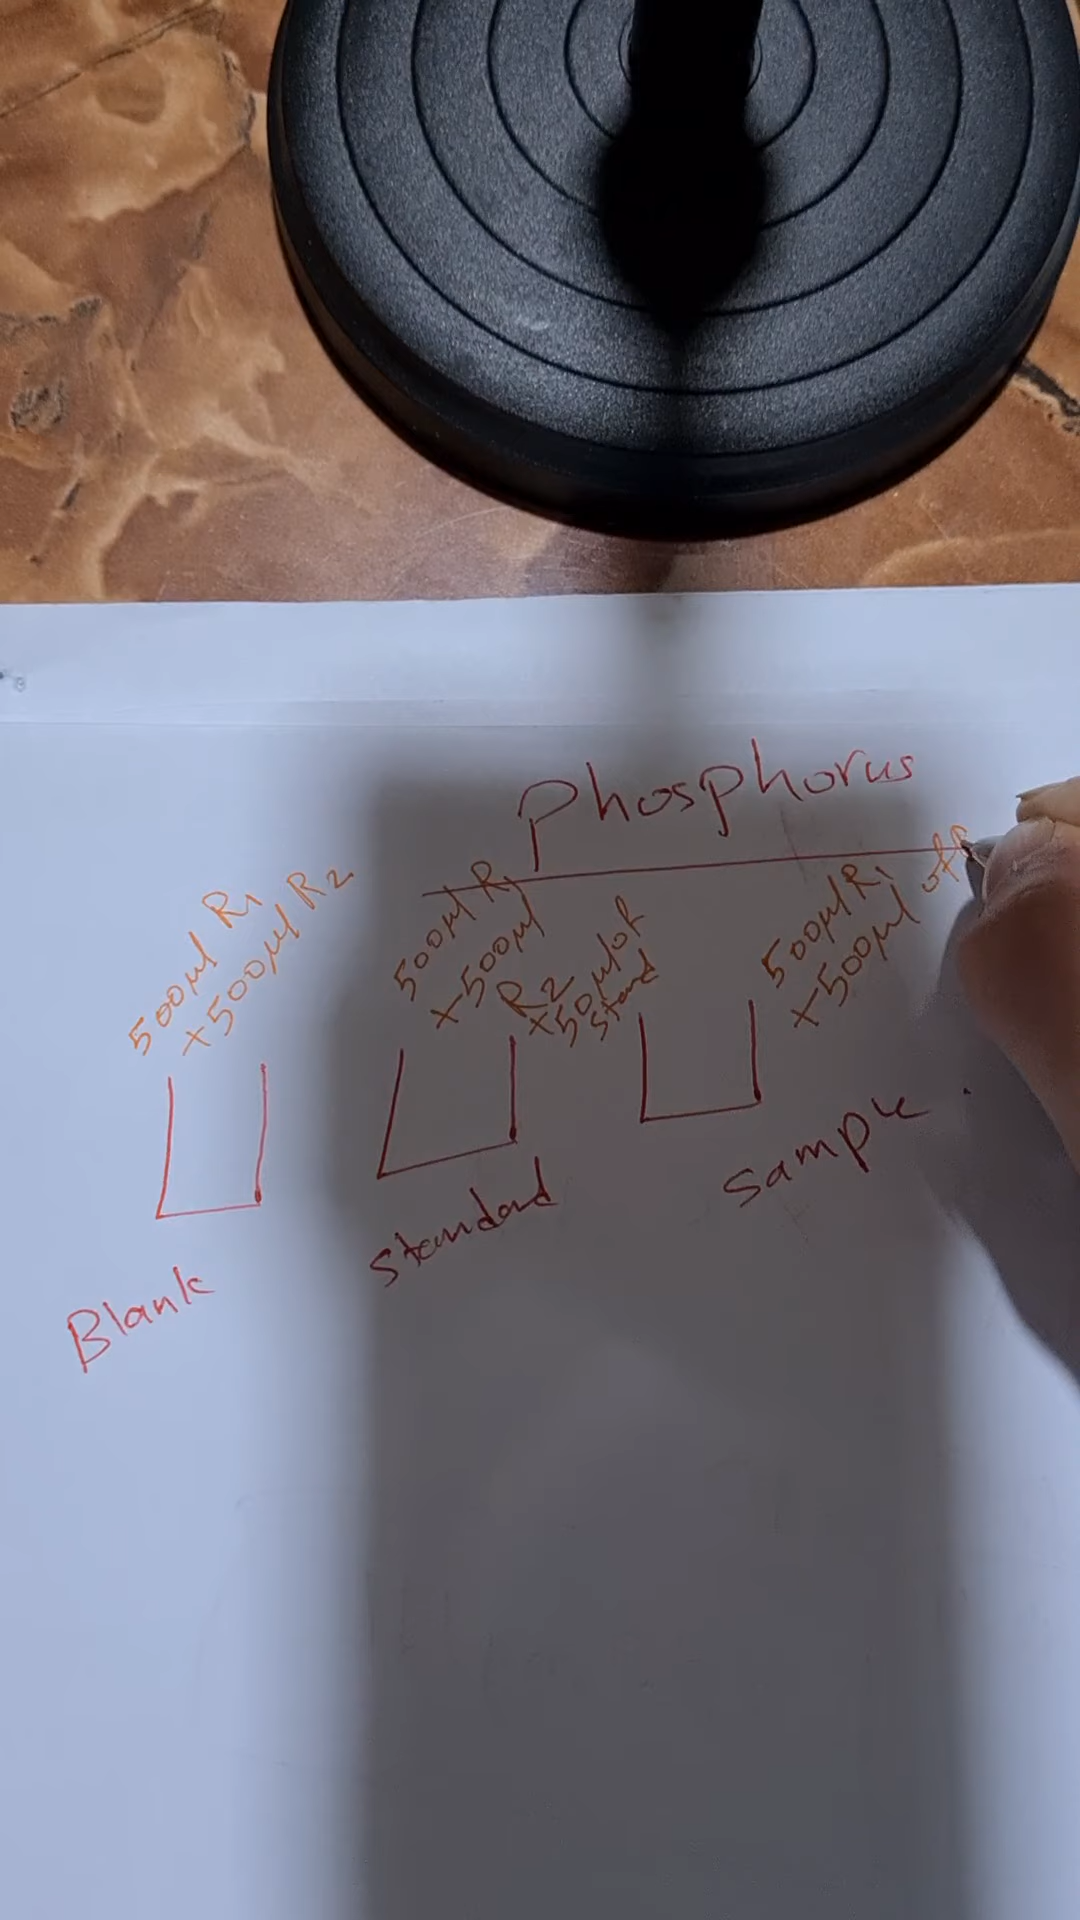 Phosphorus
500µl R1
+500µl R2
Blank
500µl R1
+500µl
R2
+50µl of
stand
standard
500µl R1
+500µl of R
sample